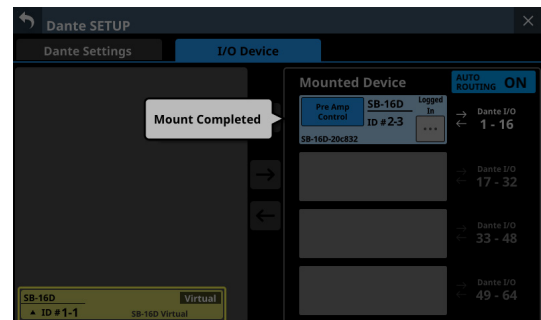 Dante SETUP
Dante Settings
I/O Device
Mounted Device
AUTO
ROUTING ON
Mount Completed
Pre Amp
Control
SB-16D
ID #2-3
Logged
In
...
SB-16D-20c832
Dante I/O
1 - 16
Dante I/O
17 - 32
Dante I/O
33 - 48
Dante I/O
49 - 64
SB-16D
Virtual
ID #1-1
SB-16D Virtual